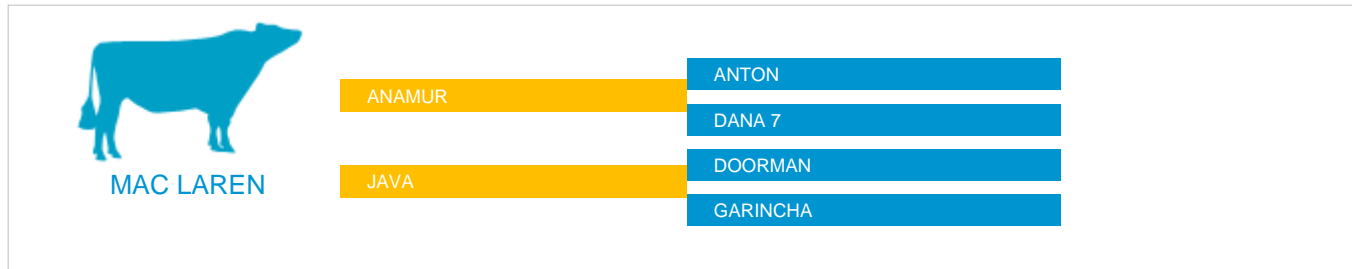 MAC LAREN
ANAMUR
JAVA
ANTON
DANA 7
DOORMAN
GARINCHA